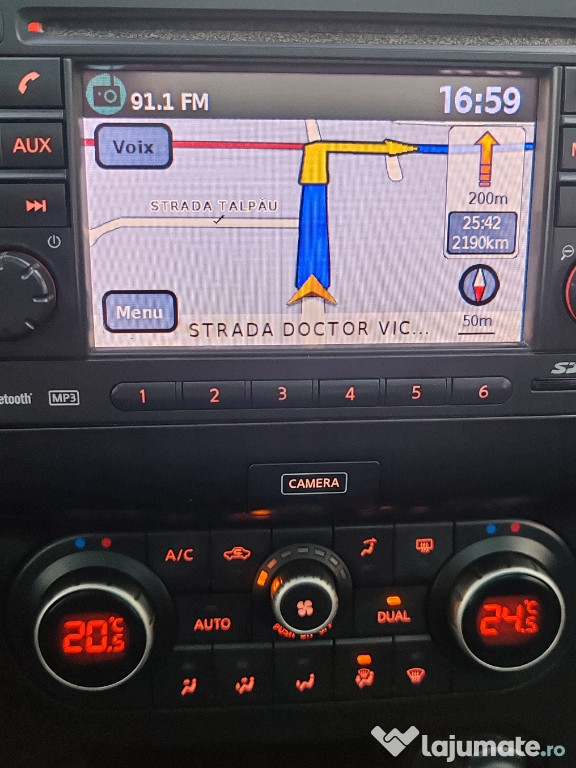 91.1 FM
16:59
AUX
Voix
200m
STRADA TALPĂU
25:42
2190km
Menu
50m
STRADA DOCTOR VIC...
MP3
1 2 3 4 5 6
CAMERA
A/C
20.5°C
AUTO
DUAL
24.5°C
lajumate.ro